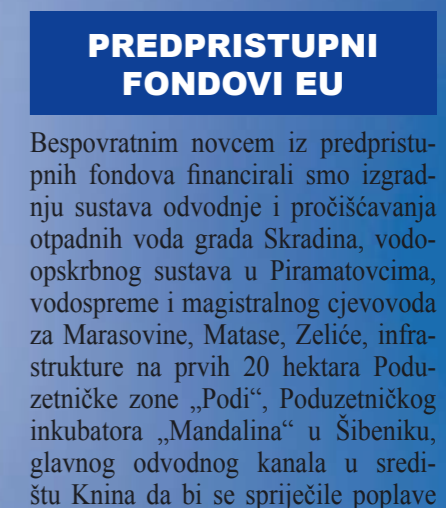 PREDPRISTUPNI
FONDOVI EU
Bespovratnim novcem iz predpristu-
pnih fondova financirali smo izgrad-
nju sustava odvodnje i pročišćavanja
otpadnih voda grada Skradina, vodo-
opskrbnog sustava u Piramatovcima,
vodospreme i magistralnog cjevovoda
za Marasovine, Matase, Zeliće, infra-
strukture na prvih 20 hektara Podu-
zetničke zone „Podi“, Poduzetničkog
inkubatora „Mandalina“ u Šibeniku,
glavnog odvodnog kanala u sredi-
štu Knina da bi se spriječile poplave